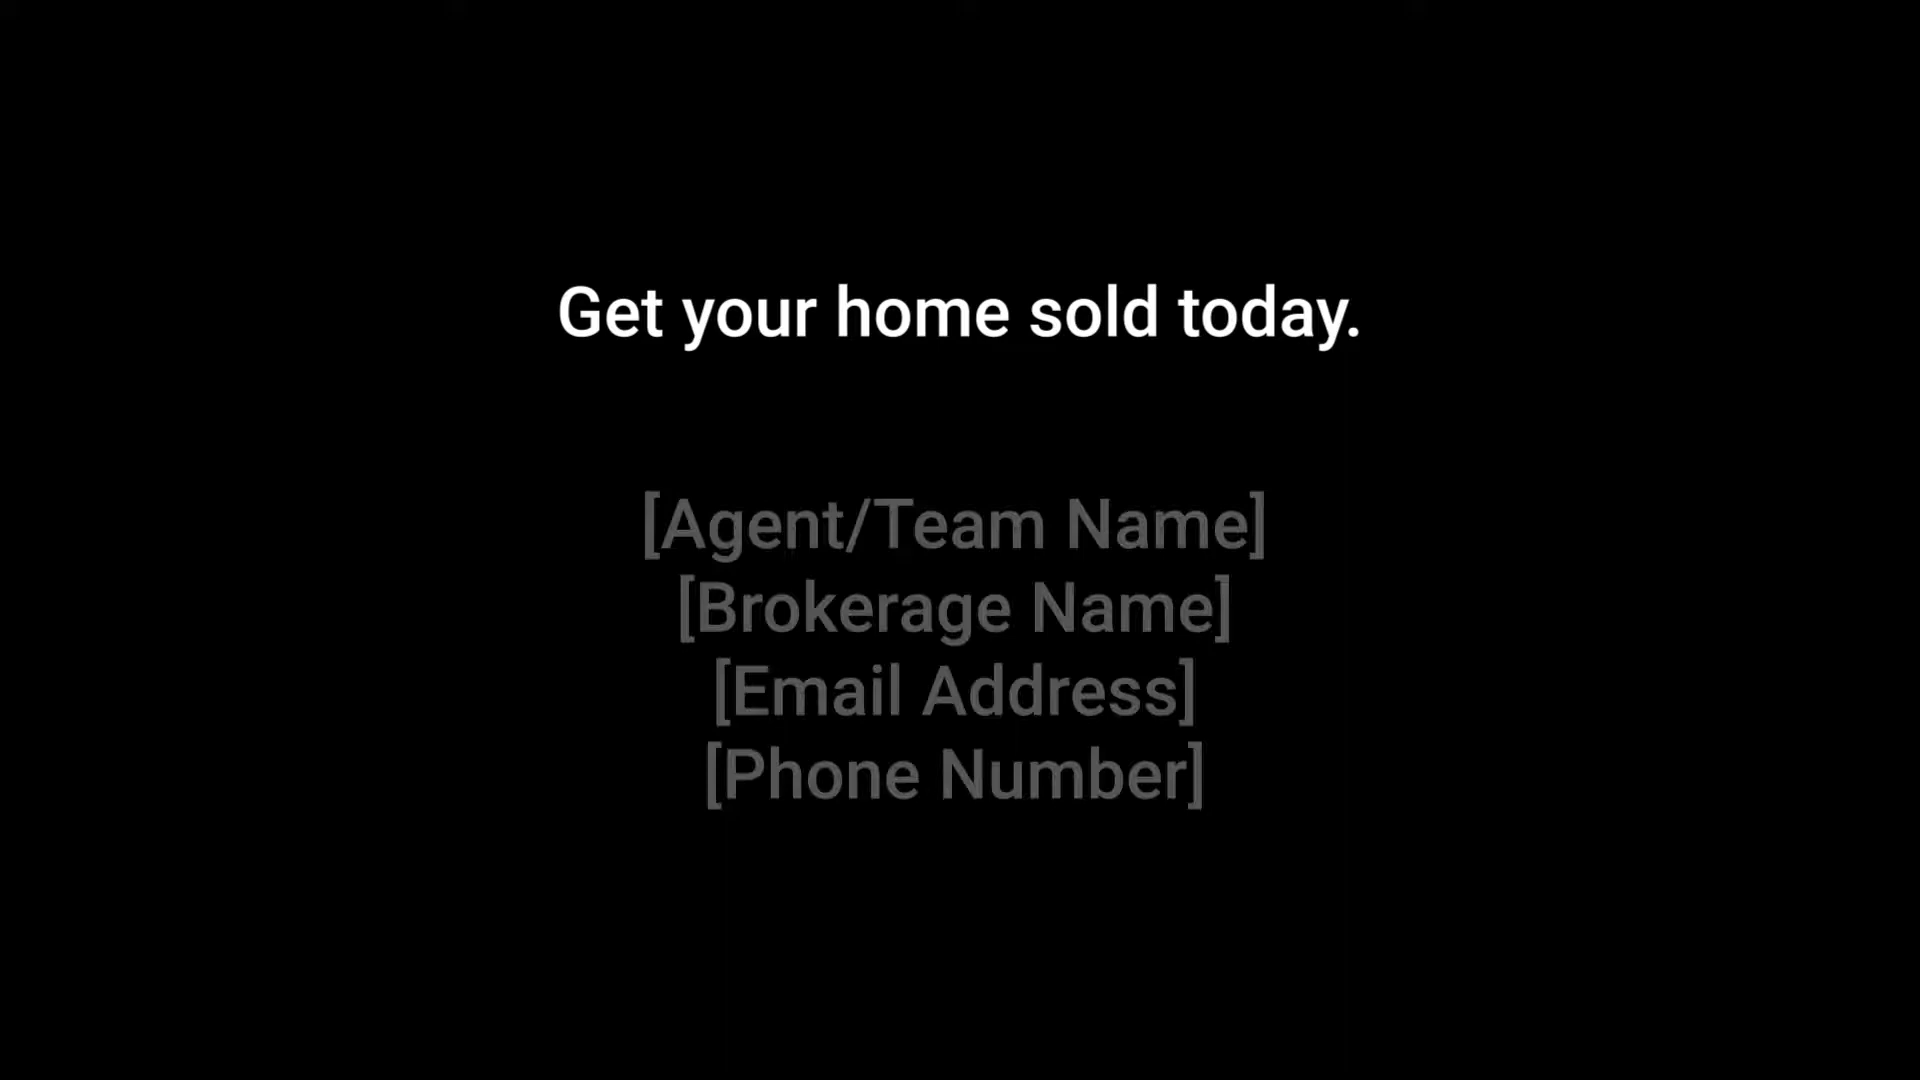 Get your home sold today.
[Agent/Team Name]
[Brokerage Name]
[Email Address]
[Phone Number]